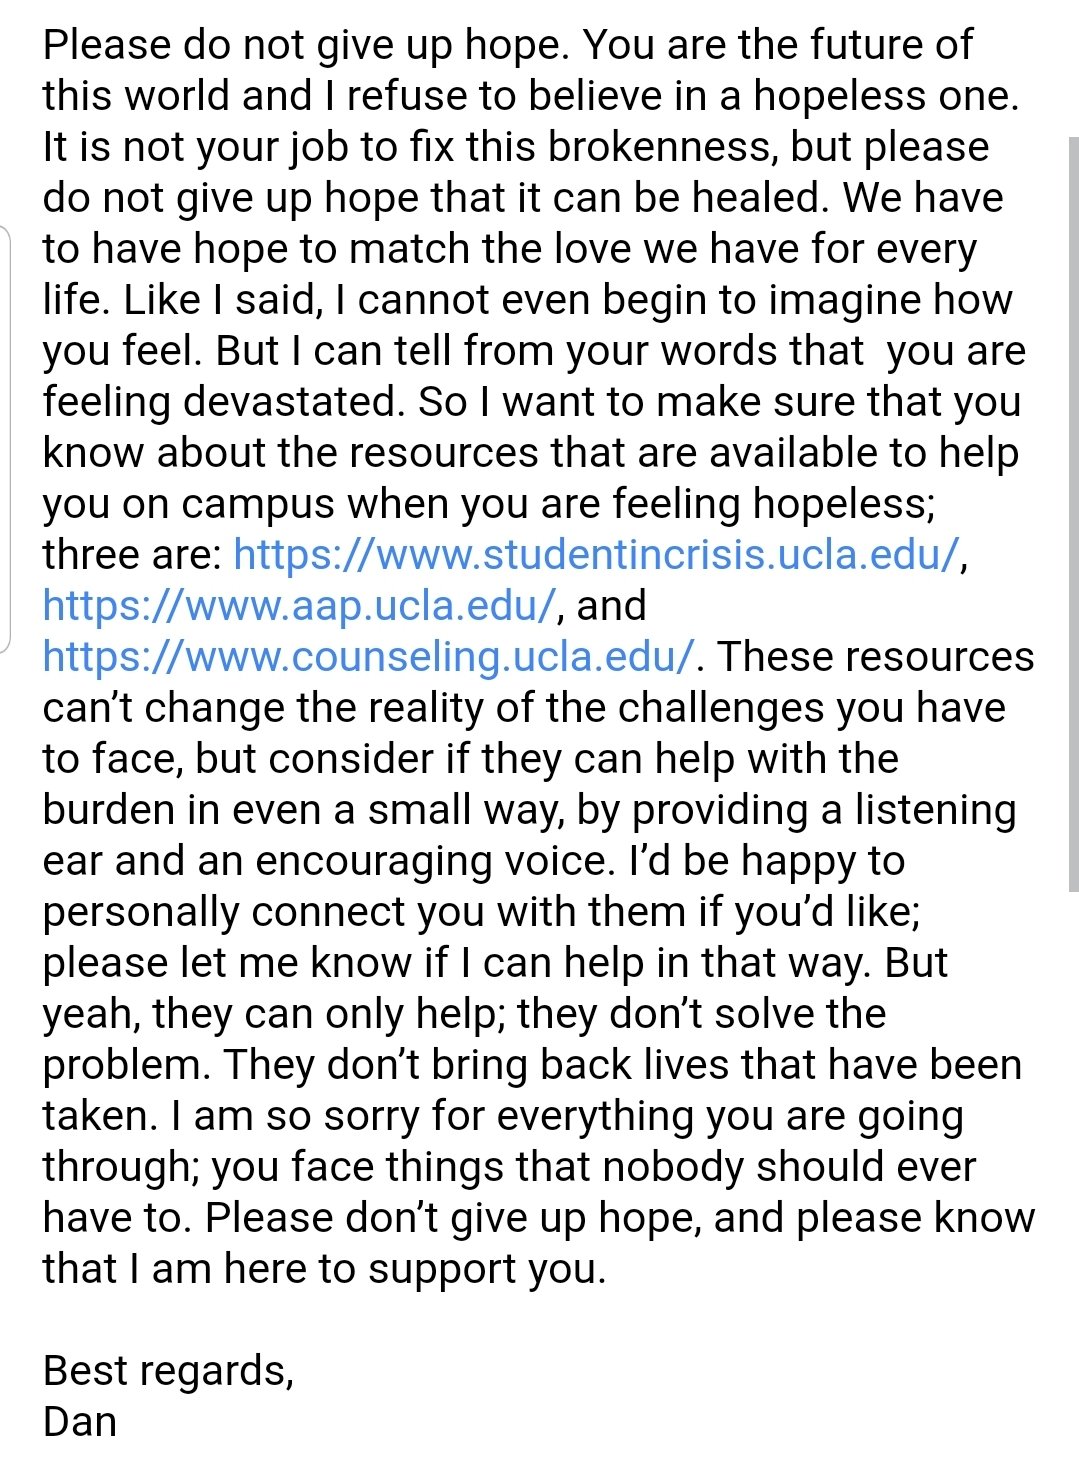 Please do not give up hope. You are the future of
this world and I refuse to believe in a hopeless one.
It is not your job to fix this brokenness, but please
do not give up hope that it can be healed. We have
to have hope to match the love we have for every
life. Like I said, I cannot even begin to imagine how
you feel. But I can tell from your words that  you are
feeling devastated. So I want to make sure that you
know about the resources that are available to help
you on campus when you are feeling hopeless;
three are: https://www.studentincrisis.ucla.edu/,
https://www.aap.ucla.edu/, and
https://www.counseling.ucla.edu/. These resources
can’t change the reality of the challenges you have
to face, but consider if they can help with the
burden in even a small way, by providing a listening
ear and an encouraging voice. I’d be happy to
personally connect you with them if you’d like;
please let me know if I can help in that way. But
yeah, they can only help; they don’t solve the
problem. They don’t bring back lives that have been
taken. I am so sorry for everything you are going
through; you face things that nobody should ever
have to. Please don’t give up hope, and please know
that I am here to support you.
Best regards,
Dan